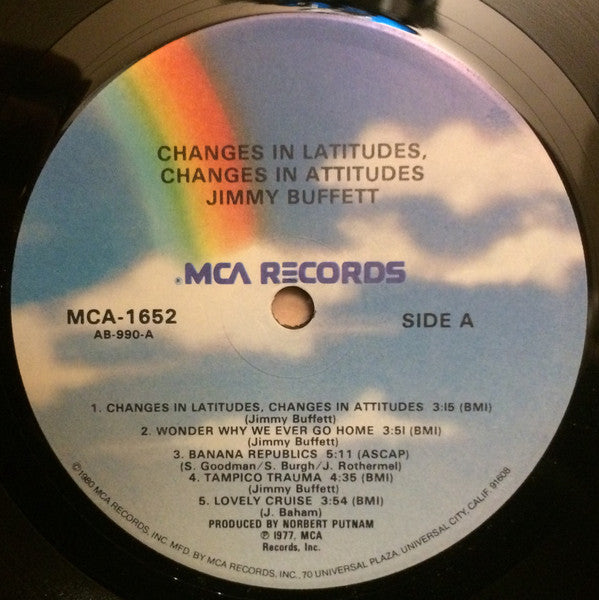 CHANGES IN LATITUDES,
CHANGES IN ATTITUDES
JIMMY BUFFETT
MCA RECORDS
MCA-1652
AB-990-A
SIDE A
1. CHANGES IN LATITUDES, CHANGES IN ATTITUDES 3:15 (BMI)
(Jimmy Buffett)
2. WONDER WHY WE EVER GO HOME 3:51 (BMI)
(Jimmy Buffett)
3. BANANA REPUBLICS 5:11 (ASCAP)
(S. Goodman/S. Burgh/J. Rothermel)
4. TAMPICO TRAUMA 4:35 (BMI)
(Jimmy Buffett)
5. LOVELY CRUISE 3:54 (BMI)
(J. Baham)
PRODUCED BY NORBERT PUTNAM
℗ 1977, MCA
Records, Inc.
©1980 MCA RECORDS, INC. MFD. BY MCA RECORDS, INC., 70 UNIVERSAL PLAZA, UNIVERSAL CITY, CALIF. 91608